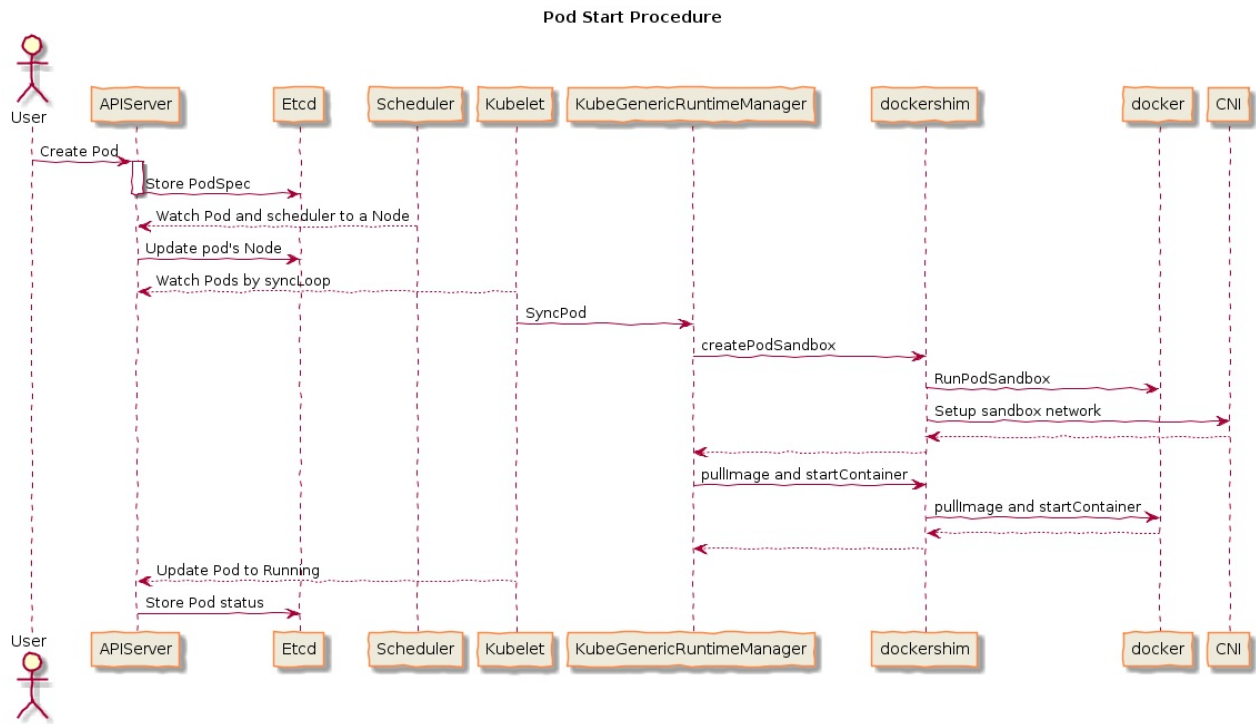 Pod Start Procedure
User
APIServer
Etcd
Scheduler
Kubelet
KubeGenericRuntimeManager
dockershim
docker
CNI
Create Pod
Store PodSpec
Watch Pod and scheduler to a Node
Update pod's Node
Watch Pods by syncLoop
SyncPod
createPodSandbox
RunPodSandbox
Setup sandbox network
pullImage and startContainer
pullImage and startContainer
Update Pod to Running
Store Pod status
User
APIServer
Etcd
Scheduler
Kubelet
KubeGenericRuntimeManager
dockershim
docker
CNI